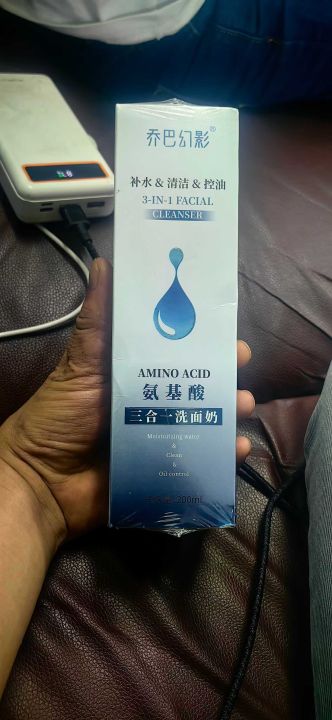 乔巴幻影®
补水 & 清洁 & 控油
3-IN-1 FACIAL
CLEANSER
AMINO ACID
氨基酸
三合一洗面奶
Moisturizing water
&
Clean
&
Oil control
200ml